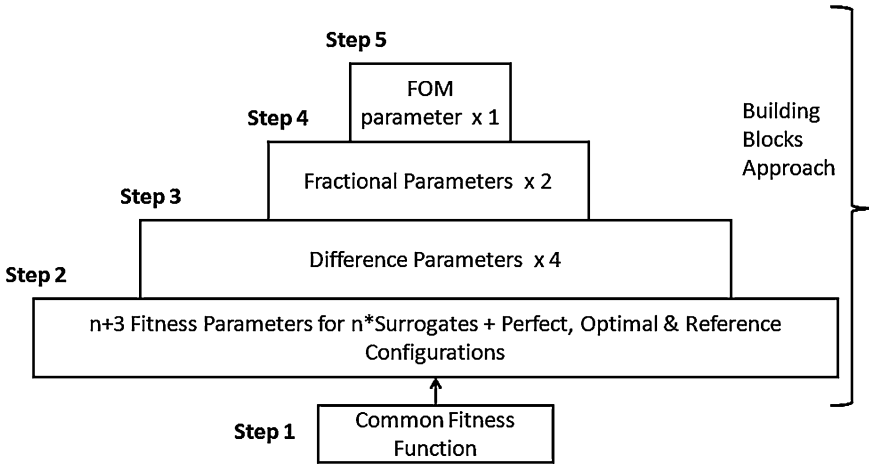 Step 5
FOM
parameter x 1
Step 4
Building
Blocks
Approach
Fractional Parameters x 2
Step 3
Difference Parameters x 4
Step 2
n+3 Fitness Parameters for n*Surrogates + Perfect, Optimal & Reference
Configurations
Step 1
Common Fitness
Function